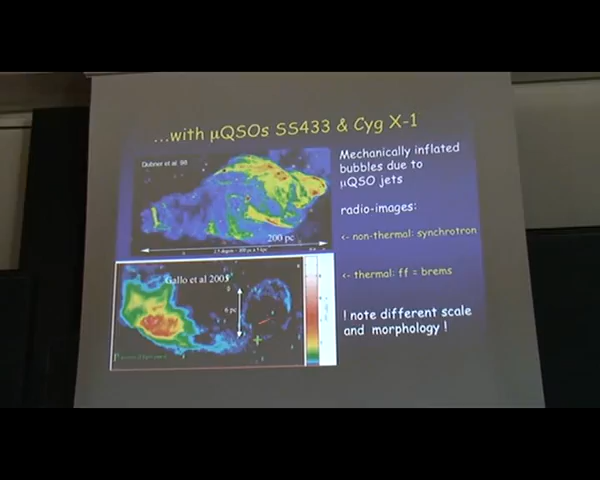 ...with µQSOs SS433 & Cyg X-1
Dubner et al. 98
Mechanically inflated
bubbles due to
µQSO jets
radio-images:
200 pc
<- non-thermal: synchrotron
Gallo et al 2005
<- thermal: ff = brems
6 pc
! note different scale
and morphology !